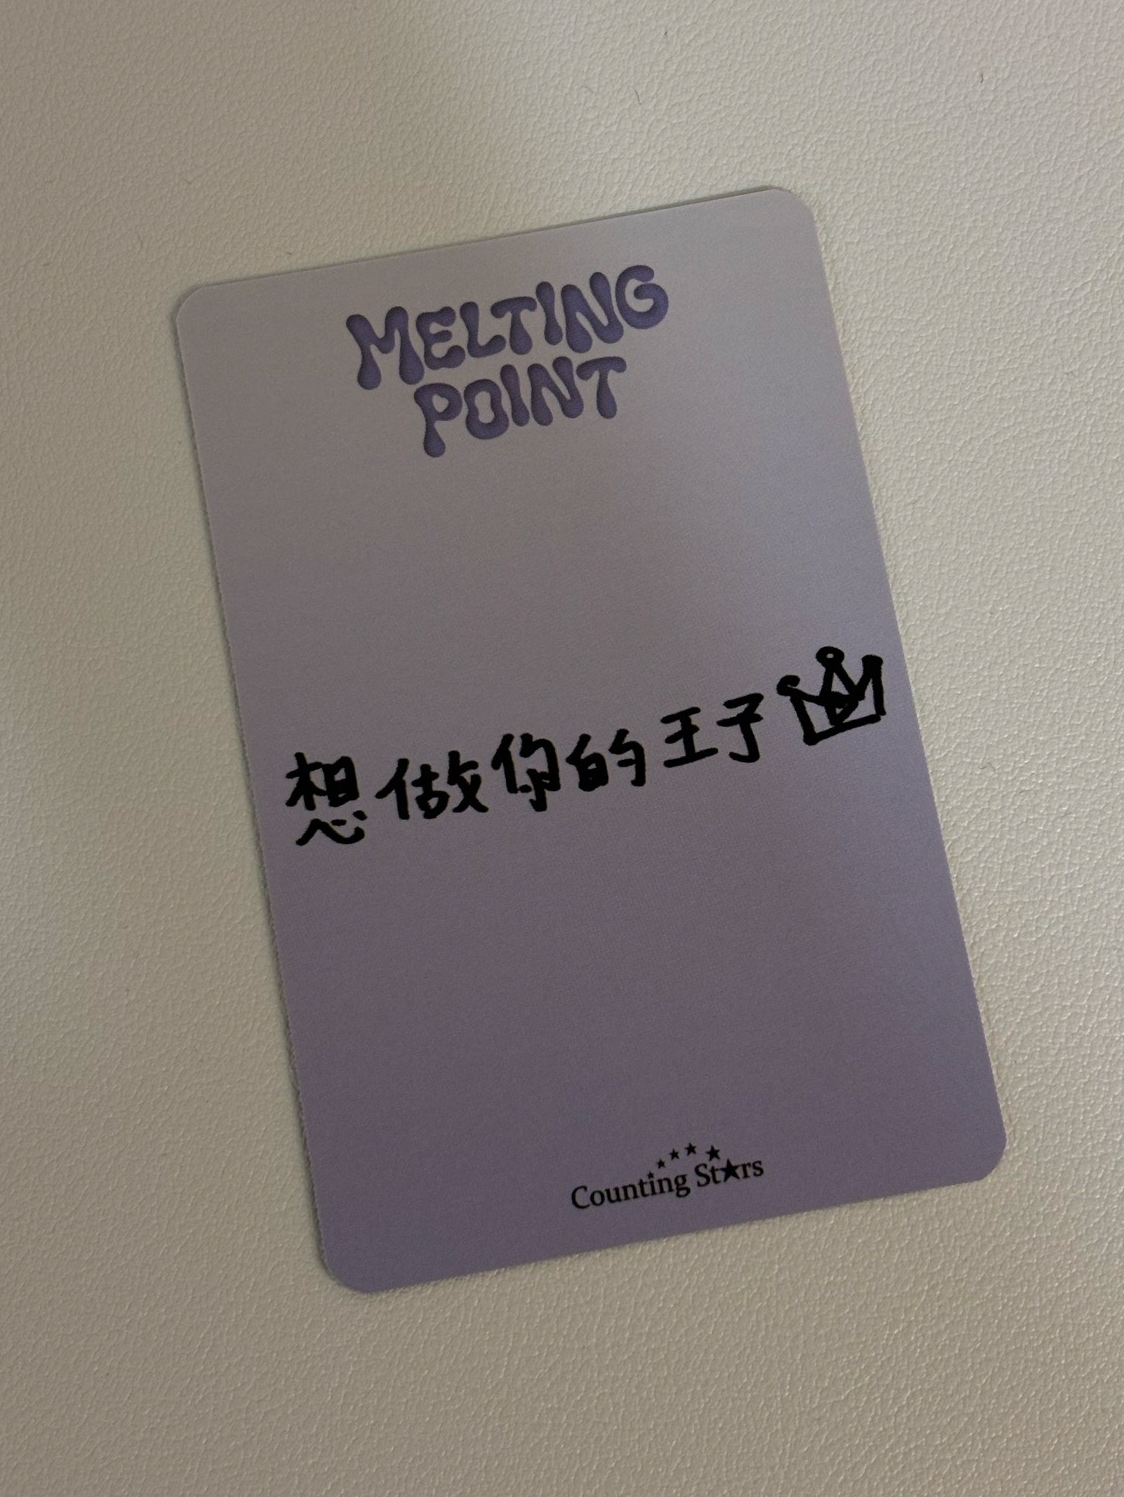 MELTING
POINT
想做你的王子
Counting Stars